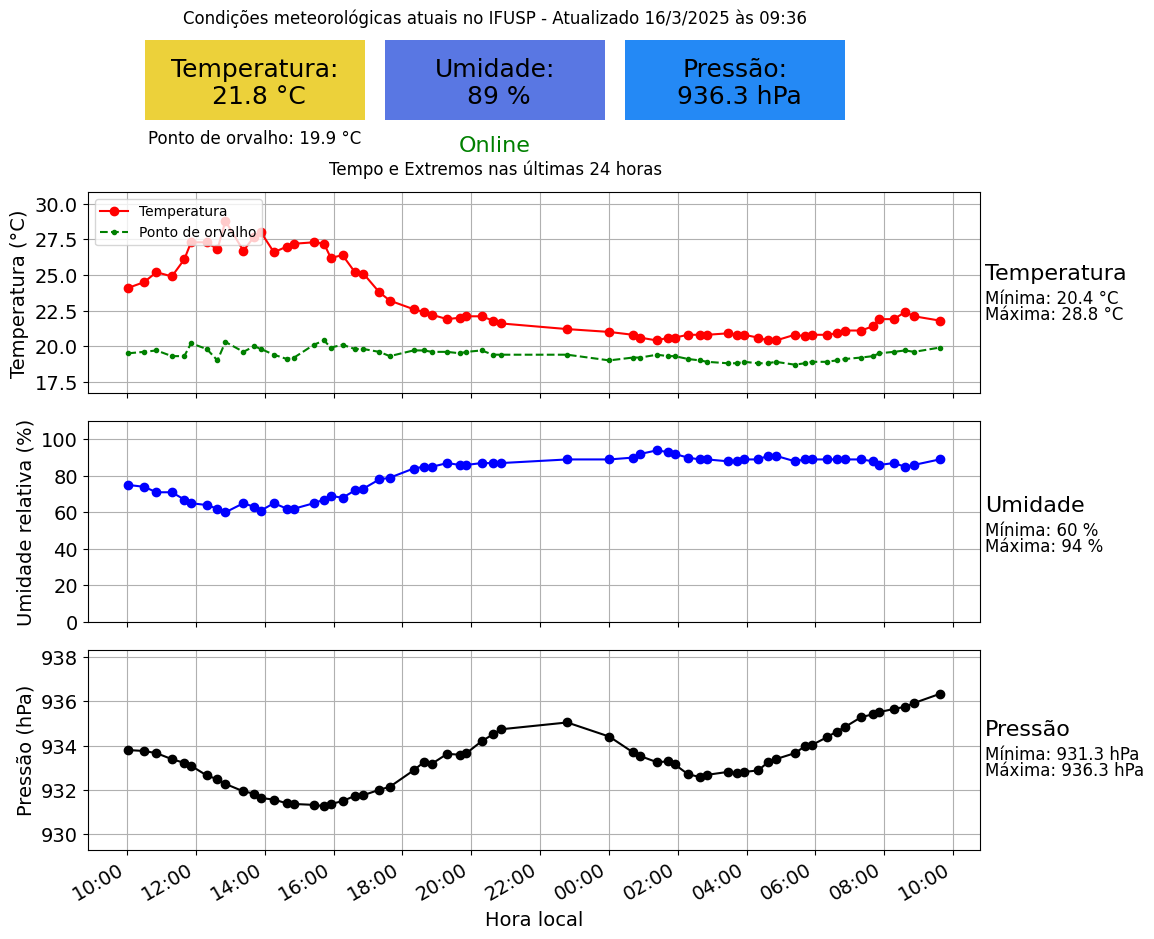 Condições meteorológicas atuais no IFUSP - Atualizado 16/3/2025 às 09:36
Temperatura:
21.8 °C
Umidade:
89 %
Pressão:
936.3 hPa
Ponto de orvalho: 19.9 °C
Online
Tempo e Extremos nas últimas 24 horas
Temperatura (°C)
30.0
27.5
25.0
22.5
20.0
17.5
Temperatura
Ponto de orvalho
Temperatura
Mínima: 20.4 °C
Máxima: 28.8 °C
Umidade relativa (%)
100
80
60
40
20
0
Umidade
Mínima: 60 %
Máxima: 94 %
Pressão (hPa)
938
936
934
932
930
Pressão
Mínima: 931.3 hPa
Máxima: 936.3 hPa
10:00 12:00 14:00 16:00 18:00 20:00 22:00 00:00 02:00 04:00 06:00 08:00 10:00
Hora local